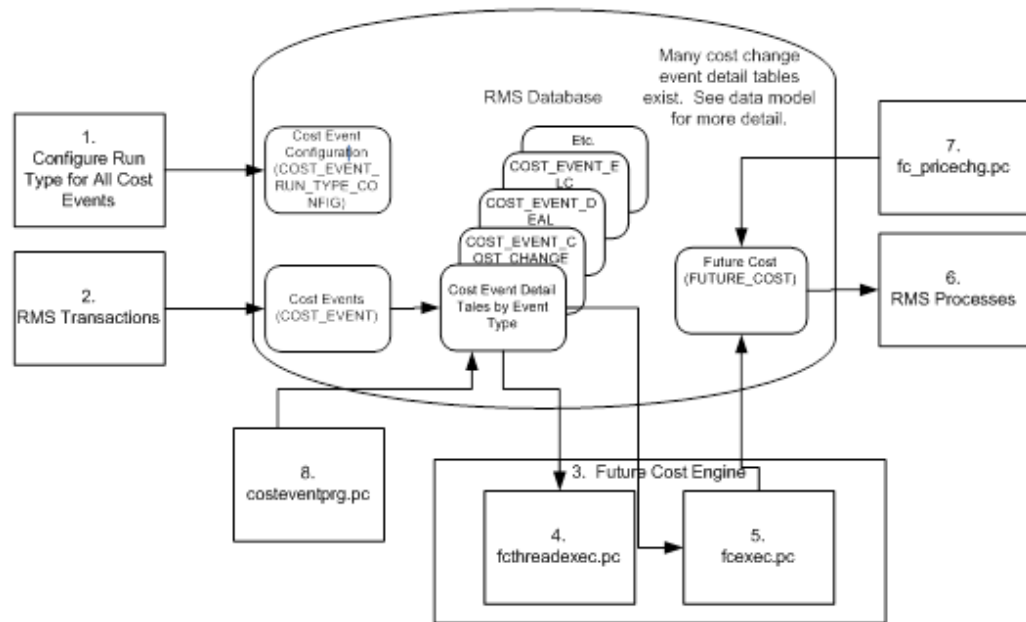 Many cost change
event detail tables
exist. See data model
for more detail.
RMS Database
1.
Configure Run
Type for All Cost
Events
Cost Event
Configuration
(COST_EVENT_
RUN_TYPE_CO
NFIG)
Etc.
COST_EVENT_E
LC
COST_EVENT_D
EAL
COST_EVENT_C
OST_CHANGE
Cost Event Detail
Tales by Event
Type
7.
fc_pricechg.pc
2.
RMS Transactions
Cost Events
(COST_EVENT)
Future Cost
(FUTURE_COST)
6.
RMS Processes
8.
costeventprg.pc
3. Future Cost Engine
4.
fcthreadexec.pc
5.
fcexec.pc